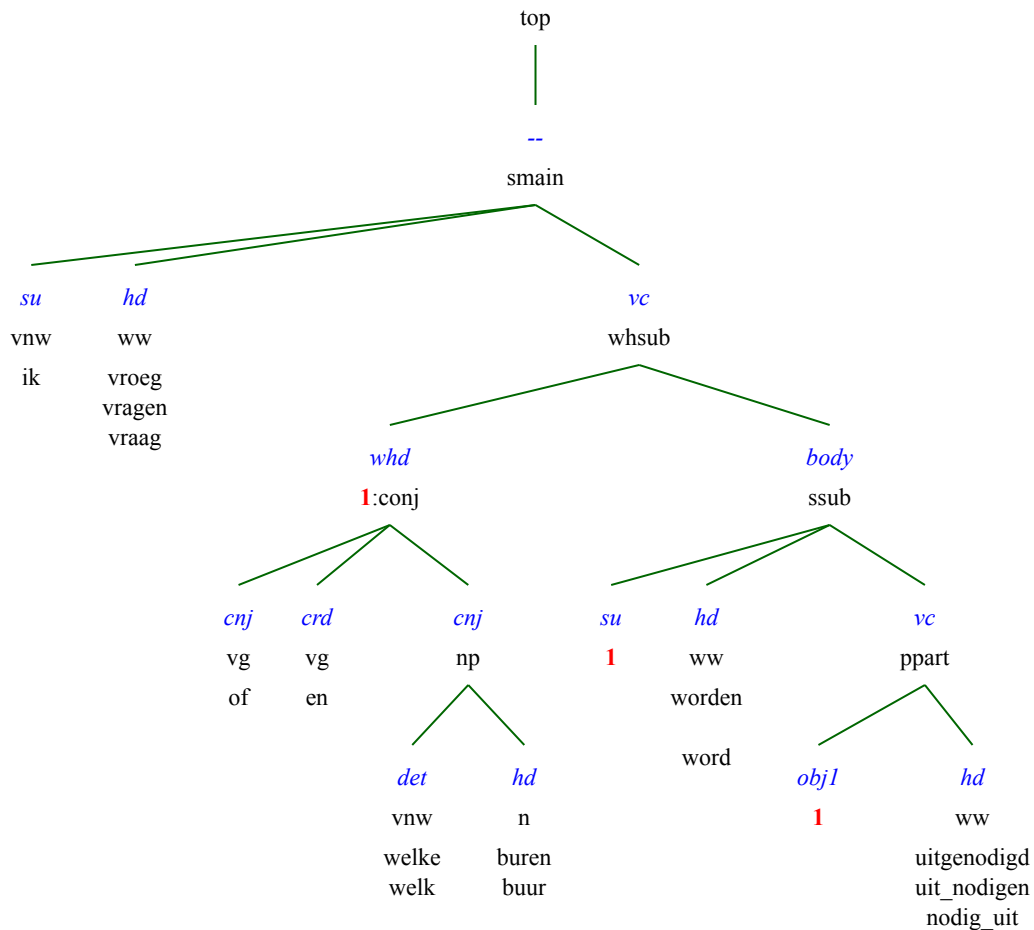 top
--
smain
su hd vc
vnw ww whsub
ik vroeg
vragen
vraag
whd body
1:conj ssub
cnj crd cnj su hd vc
vg vg np 1 ww ppart
of en worden
word
det hd obj1 hd
vnw n 1 ww
welke buren uitgenodigd
welk buur uit_nodigen
nodig_uit